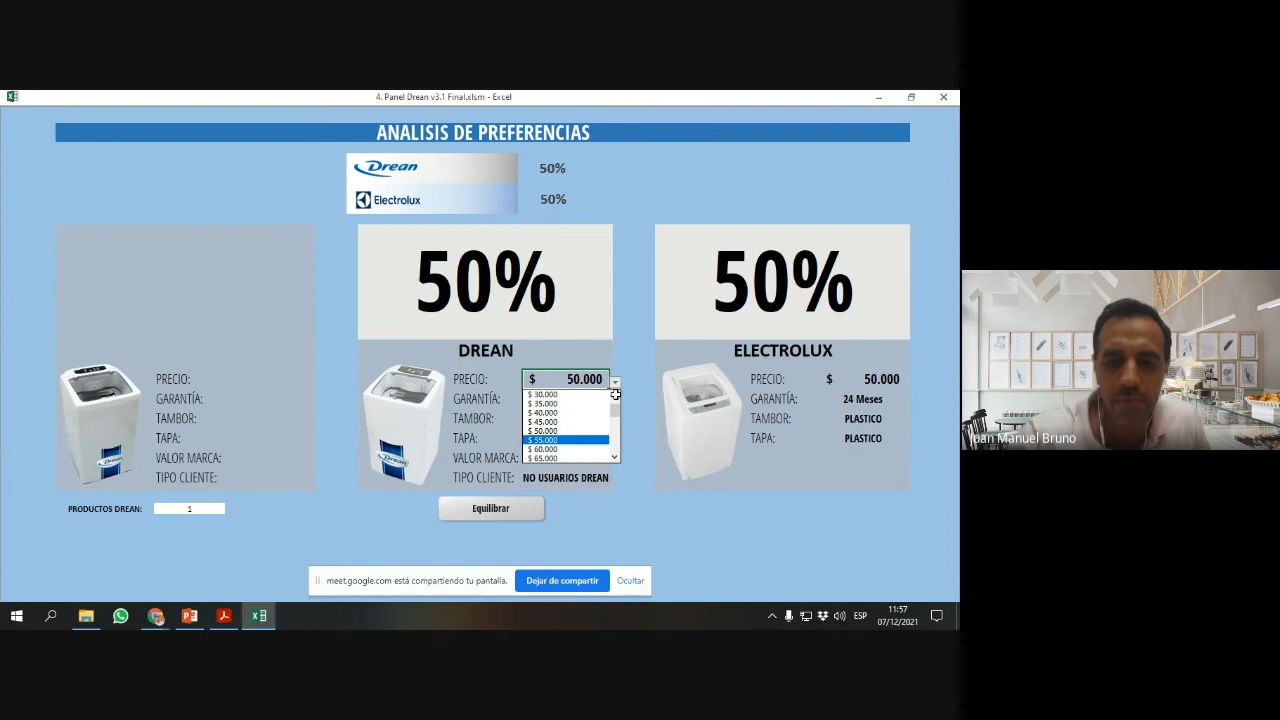 4. Panel Drean v3.1 Final.xlsm - Excel
ANALISIS DE PREFERENCIAS
Drean 50%
Electrolux 50%
50%
50%
DREAN
ELECTROLUX
PRECIO:
GARANTÍA:
TAMBOR:
TAPA:
VALOR MARCA:
TIPO CLIENTE:
Drean
PRECIO: $ 50.000
GARANTÍA:
TAMBOR:
TAPA:
VALOR MARCA:
TIPO CLIENTE: NO USUARIOS DREAN
$ 30.000
$ 35.000
$ 40.000
$ 45.000
$ 50.000
$ 55.000
$ 60.000
$ 65.000
Drean
PRECIO: $ 50.000
GARANTÍA: 24 Meses
TAMBOR: PLASTICO
TAPA: PLASTICO
PRODUCTOS DREAN: 1
Equilibrar
meet.google.com está compartiendo tu pantalla. Dejar de compartir Ocultar
ESP
11:57
07/12/2021
Juan Manuel Bruno